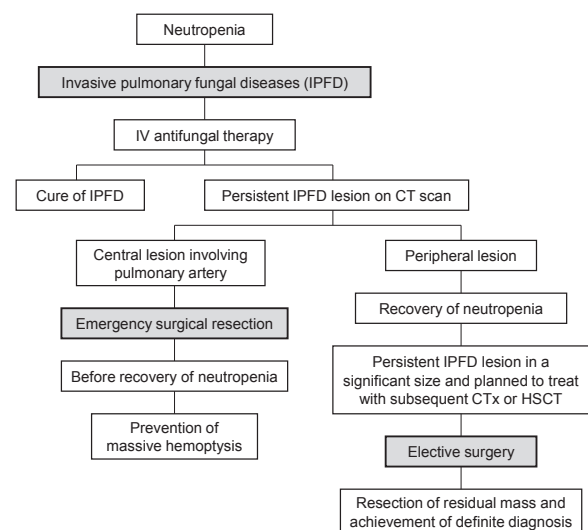 Neutropenia
Invasive pulmonary fungal diseases (IPFD)
IV antifungal therapy
Cure of IPFD
Persistent IPFD lesion on CT scan
Central lesion involving
pulmonary artery
Peripheral lesion
Emergency surgical resection
Recovery of neutropenia
Before recovery of neutropenia
Persistent IPFD lesion in a
significant size and planned to treat
with subsequent CTx or HSCT
Prevention of
massive hemoptysis
Elective surgery
Resection of residual mass and
achievement of definite diagnosis